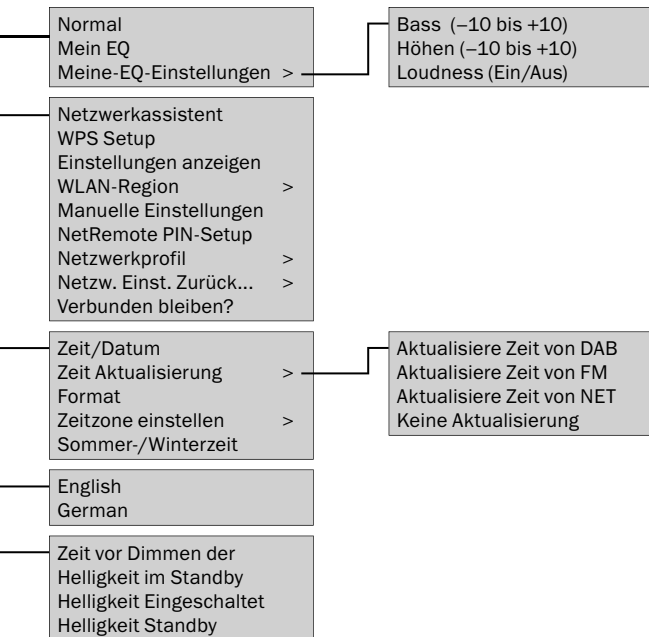 Normal
Mein EQ
Meine-EQ-Einstellungen >
Bass (–10 bis +10)
Höhen (–10 bis +10)
Loudness (Ein/Aus)
Netzwerkassistent
WPS Setup
Einstellungen anzeigen
WLAN-Region >
Manuelle Einstellungen
NetRemote PIN-Setup
Netzwerkprofil >
Netzw. Einst. Zurück... >
Verbunden bleiben?
Zeit/Datum
Zeit Aktualisierung >
Format
Zeitzone einstellen >
Sommer-/Winterzeit
Aktualisiere Zeit von DAB
Aktualisiere Zeit von FM
Aktualisiere Zeit von NET
Keine Aktualisierung
English
German
Zeit vor Dimmen der
Helligkeit im Standby
Helligkeit Eingeschaltet
Helligkeit Standby